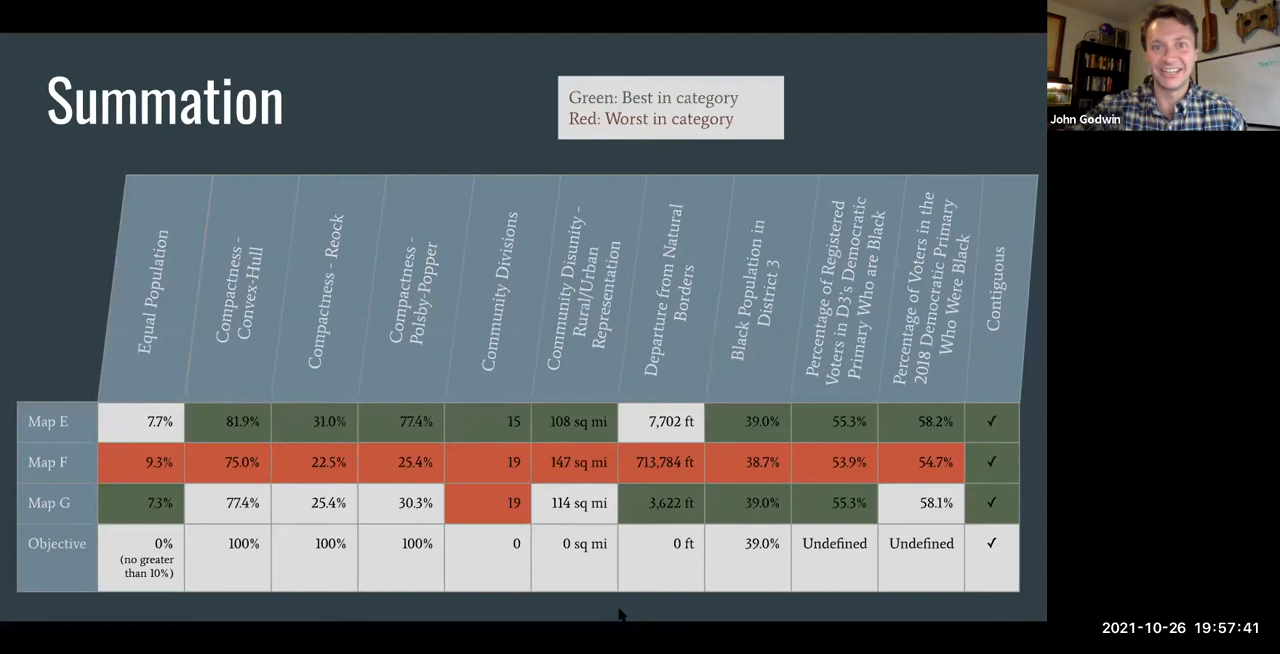 Summation
Green: Best in category
Red: Worst in category
John Godwin
Equal Population
Compactness -
Convex-Hull
Compactness - Reock
Compactness -
Polsby-Popper
Community Divisions
Community Disunity -
Rural/Urban
Representation
Departure from Natural
Borders
Black Population in
District 3
Percentage of Registered
Voters in D3's Democratic
Primary Who are Black
Percentage of Voters in the
2018 Democratic Primary
Who Were Black
Contiguous
Map E 7.7% 81.9% 31.0% 77.4% 15 108 sq mi 7,702 ft 39.0% 55.3% 58.2% ✓
Map F 9.3% 75.0% 22.5% 25.4% 19 147 sq mi 713,784 ft 38.7% 53.9% 54.7% ✓
Map G 7.3% 77.4% 25.4% 30.3% 19 114 sq mi 3,622 ft 39.0% 55.3% 58.1% ✓
Objective 0% 100% 100% 100% 0 0 sq mi 0 ft 39.0% Undefined Undefined ✓
(no greater
than 10%)
2021-10-26 19:57:41